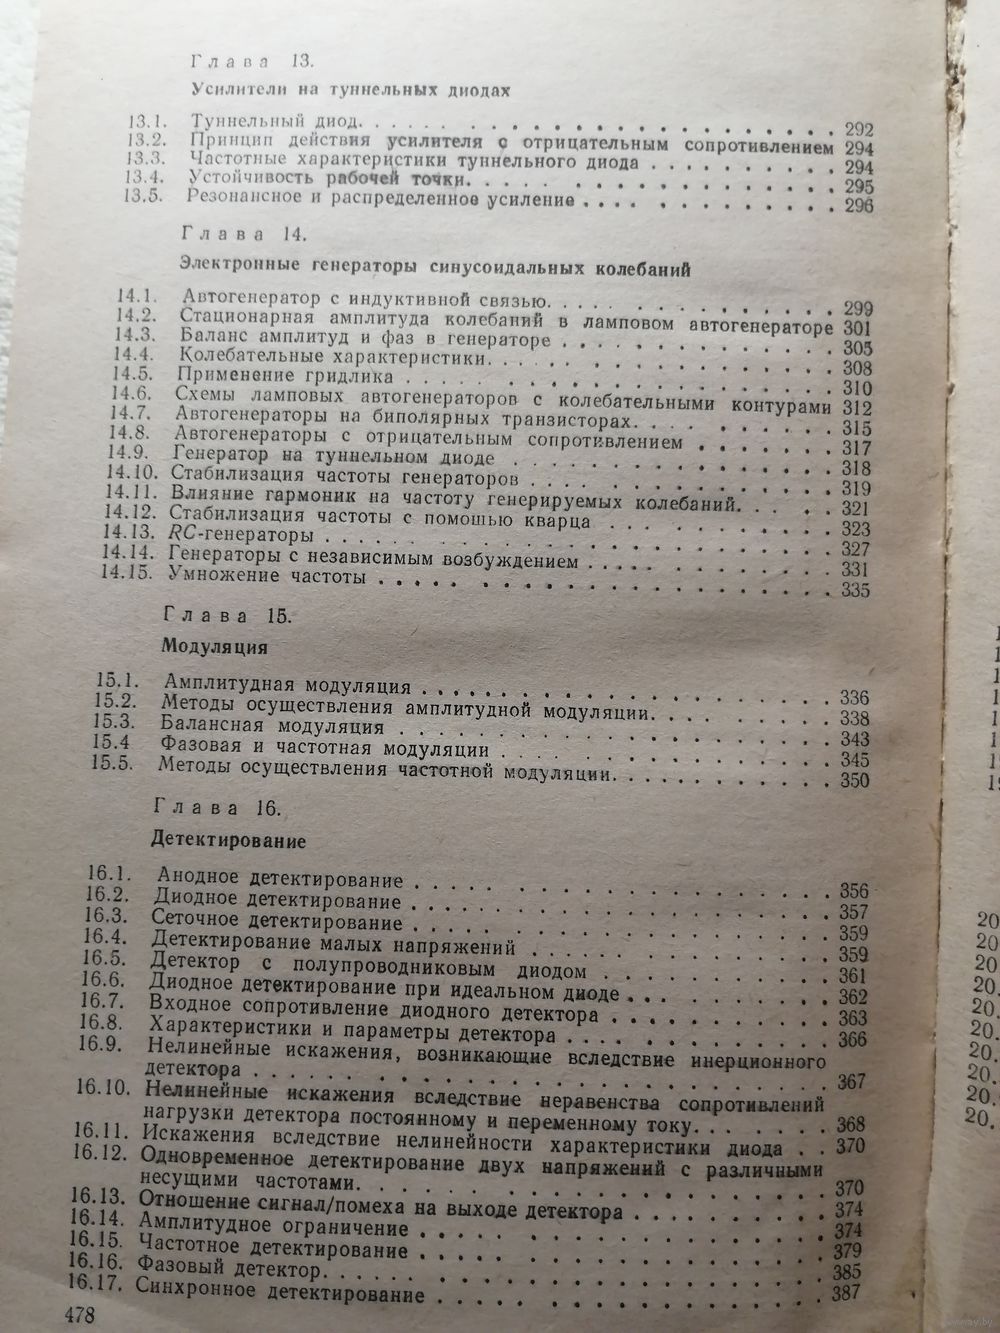 Глава 13.
Усилители на туннельных диодах
13.1. Туннельный диод. . . . . . . . . . . . . . . . . . . . 292
13.2. Принцип действия усилителя с отрицательным сопротивлением 294
13.3. Частотные характеристики туннельного диода . . . . . . . . . 294
13.4. Устойчивость рабочей точки. . . . . . . . . . . . . . . . . 295
13.5. Резонансное и распределенное усиление . . . . . . . . . . . . 296
Глава 14.
Электронные генераторы синусоидальных колебаний
14.1. Автогенератор с индуктивной связью. . . . . . . . . . . . . 299
14.2. Стационарная амплитуда колебаний в ламповом автогенераторе 301
14.3. Баланс амплитуд и фаз в генераторе . . . . . . . . . . . . . 305
14.4. Колебательные характеристики. . . . . . . . . . . . . . . . 308
14.5. Применение гридлика . . . . . . . . . . . . . . . . . . . 310
14.6. Схемы ламповых автогенераторов с колебательными контурами 312
14.7. Автогенераторы на биполярных транзисторах. . . . . . . . . . 315
14.8. Автогенераторы с отрицательным сопротивлением . . . . . . . 317
14.9. Генератор на туннельном диоде . . . . . . . . . . . . . . . 318
14.10. Стабилизация частоты генераторов . . . . . . . . . . . . . . 319
14.11. Влияние гармоник на частоту генерируемых колебаний. . . . . 321
14.12. Стабилизация частоты с помощью кварца . . . . . . . . . . . 323
14.13. RC-генераторы . . . . . . . . . . . . . . . . . . . . . . 327
14.14. Генераторы с независимым возбуждением . . . . . . . . . . . 331
14.15. Умножение частоты . . . . . . . . . . . . . . . . . . . . 335
Глава 15.
Модуляция
15.1. Амплитудная модуляция . . . . . . . . . . . . . . . . . . 336
15.2. Методы осуществления амплитудной модуляции. . . . . . . . . 338
15.3. Балансная модуляция . . . . . . . . . . . . . . . . . . . 343
15.4 Фазовая и частотная модуляции . . . . . . . . . . . . . . . 345
15.5. Методы осуществления частотной модуляции. . . . . . . . . . 350
Глава 16.
Детектирование
16.1. Анодное детектирование . . . . . . . . . . . . . . . . . . 356
16.2. Диодное детектирование . . . . . . . . . . . . . . . . . . 357
16.3. Сеточное детектирование . . . . . . . . . . . . . . . . . . 359
16.4. Детектирование малых напряжений . . . . . . . . . . . . . . 359
16.5. Детектор с полупроводниковым диодом . . . . . . . . . . . 361
16.6. Диодное детектирование при идеальном диоде . . . . . . . . . 362
16.7. Входное сопротивление диодного детектора . . . . . . . . . . 363
16.8. Характеристики и параметры детектора . . . . . . . . . . . . 366
16.9. Нелинейные искажения, возникающие вследствие инерционного
детектора . . . . . . . . . . . . . . . . . . . . . . . . 367
16.10. Нелинейные искажения вследствие неравенства сопротивлений
нагрузки детектора постоянному и переменному току. . . . . . . 368
16.11. Искажения вследствие нелинейности характеристики диода . . 370
16.12. Одновременное детектирование двух напряжений с различными
несущими частотами. . . . . . . . . . . . . . . . . . . . 370
16.13. Отношение сигнал/помеха на выходе детектора . . . . . . . . 374
16.14. Амплитудное ограничение . . . . . . . . . . . . . . . . . 374
16.15. Частотное детектирование . . . . . . . . . . . . . . . . . 379
16.16. Фазовый детектор. . . . . . . . . . . . . . . . . . . . . 385
16.17. Синхронное детектирование . . . . . . . . . . . . . . . . . 387
478
20
20
20
20.
20.
20.
20.
20.
20.
20.